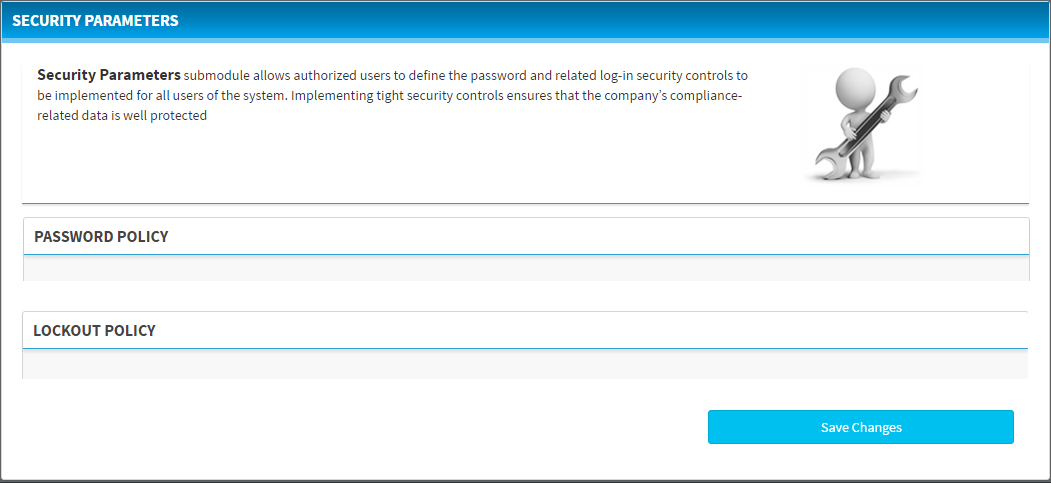 SECURITY PARAMETERS
Security Parameters submodule allows authorized users to define the password and related log-in security controls to
be implemented for all users of the system. Implementing tight security controls ensures that the company’s compliance-
related data is well protected
PASSWORD POLICY
LOCKOUT POLICY
Save Changes